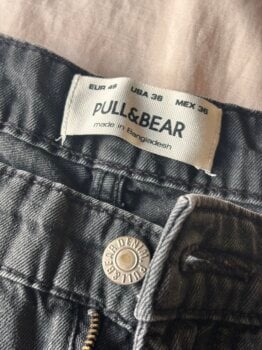 EUR 46 USA 36 MEX 36
PULL&BEAR
made in Bangladesh
PULL&BEAR DENIM